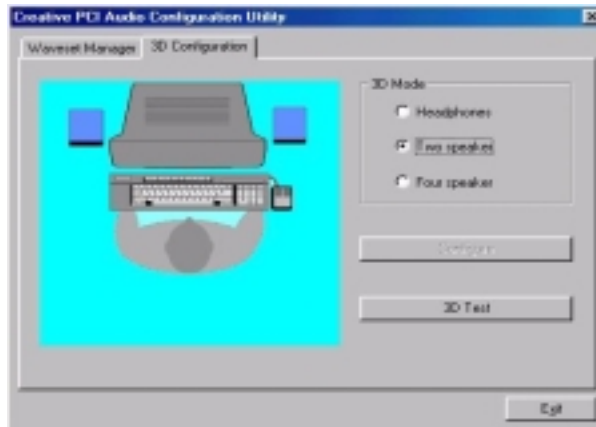 Creative PCI Audio Configuration Utility
Waveset Manager
3D Configuration
3D Mode
Headphones
Two speaker
Four speaker
Configure
3D Test
Exit